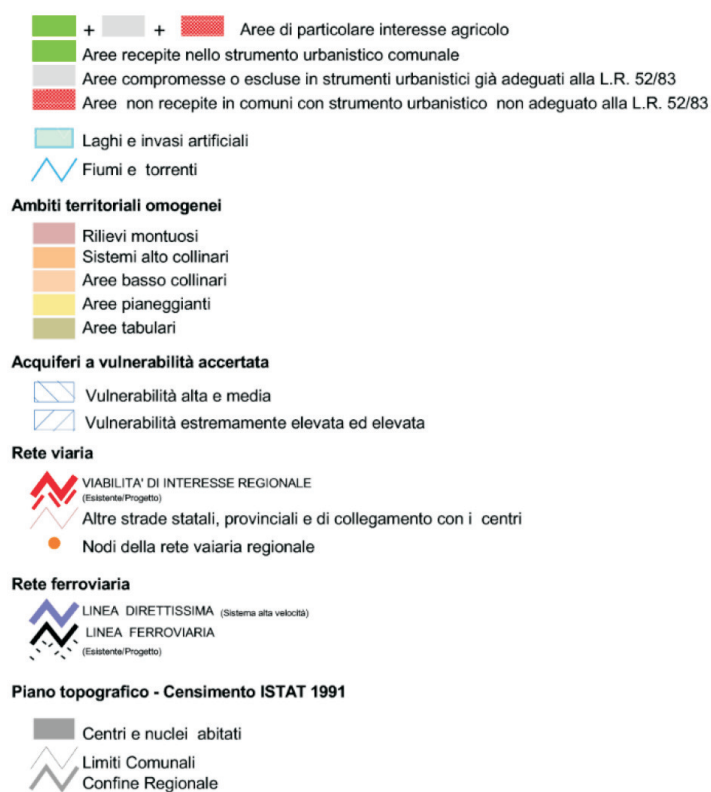 + + Aree di particolare interesse agricolo
Aree recepite nello strumento urbanistico comunale
Aree compromesse o escluse in strumenti urbanistici già adeguati alla L.R. 52/83
Aree non recepite in comuni con strumento urbanistico non adeguato alla L.R. 52/83
Laghi e invasi artificiali
Fiumi e torrenti
Ambiti territoriali omogenei
Rilievi montuosi
Sistemi alto collinari
Aree basso collinari
Aree pianeggianti
Aree tabulari
Acquiferi a vulnerabilità accertata
Vulnerabilità alta e media
Vulnerabilità estremamente elevata ed elevata
Rete viaria
VIABILITA' DI INTERESSE REGIONALE
(Esistente/Progetto)
Altre strade statali, provinciali e di collegamento con i centri
Nodi della rete vaiaria regionale
Rete ferroviaria
LINEA DIRETTISSIMA (Sistema alta velocità)
LINEA FERROVIARIA
(Esistente/Progetto)
Piano topografico - Censimento ISTAT 1991
Centri e nuclei abitati
Limiti Comunali
Confine Regionale